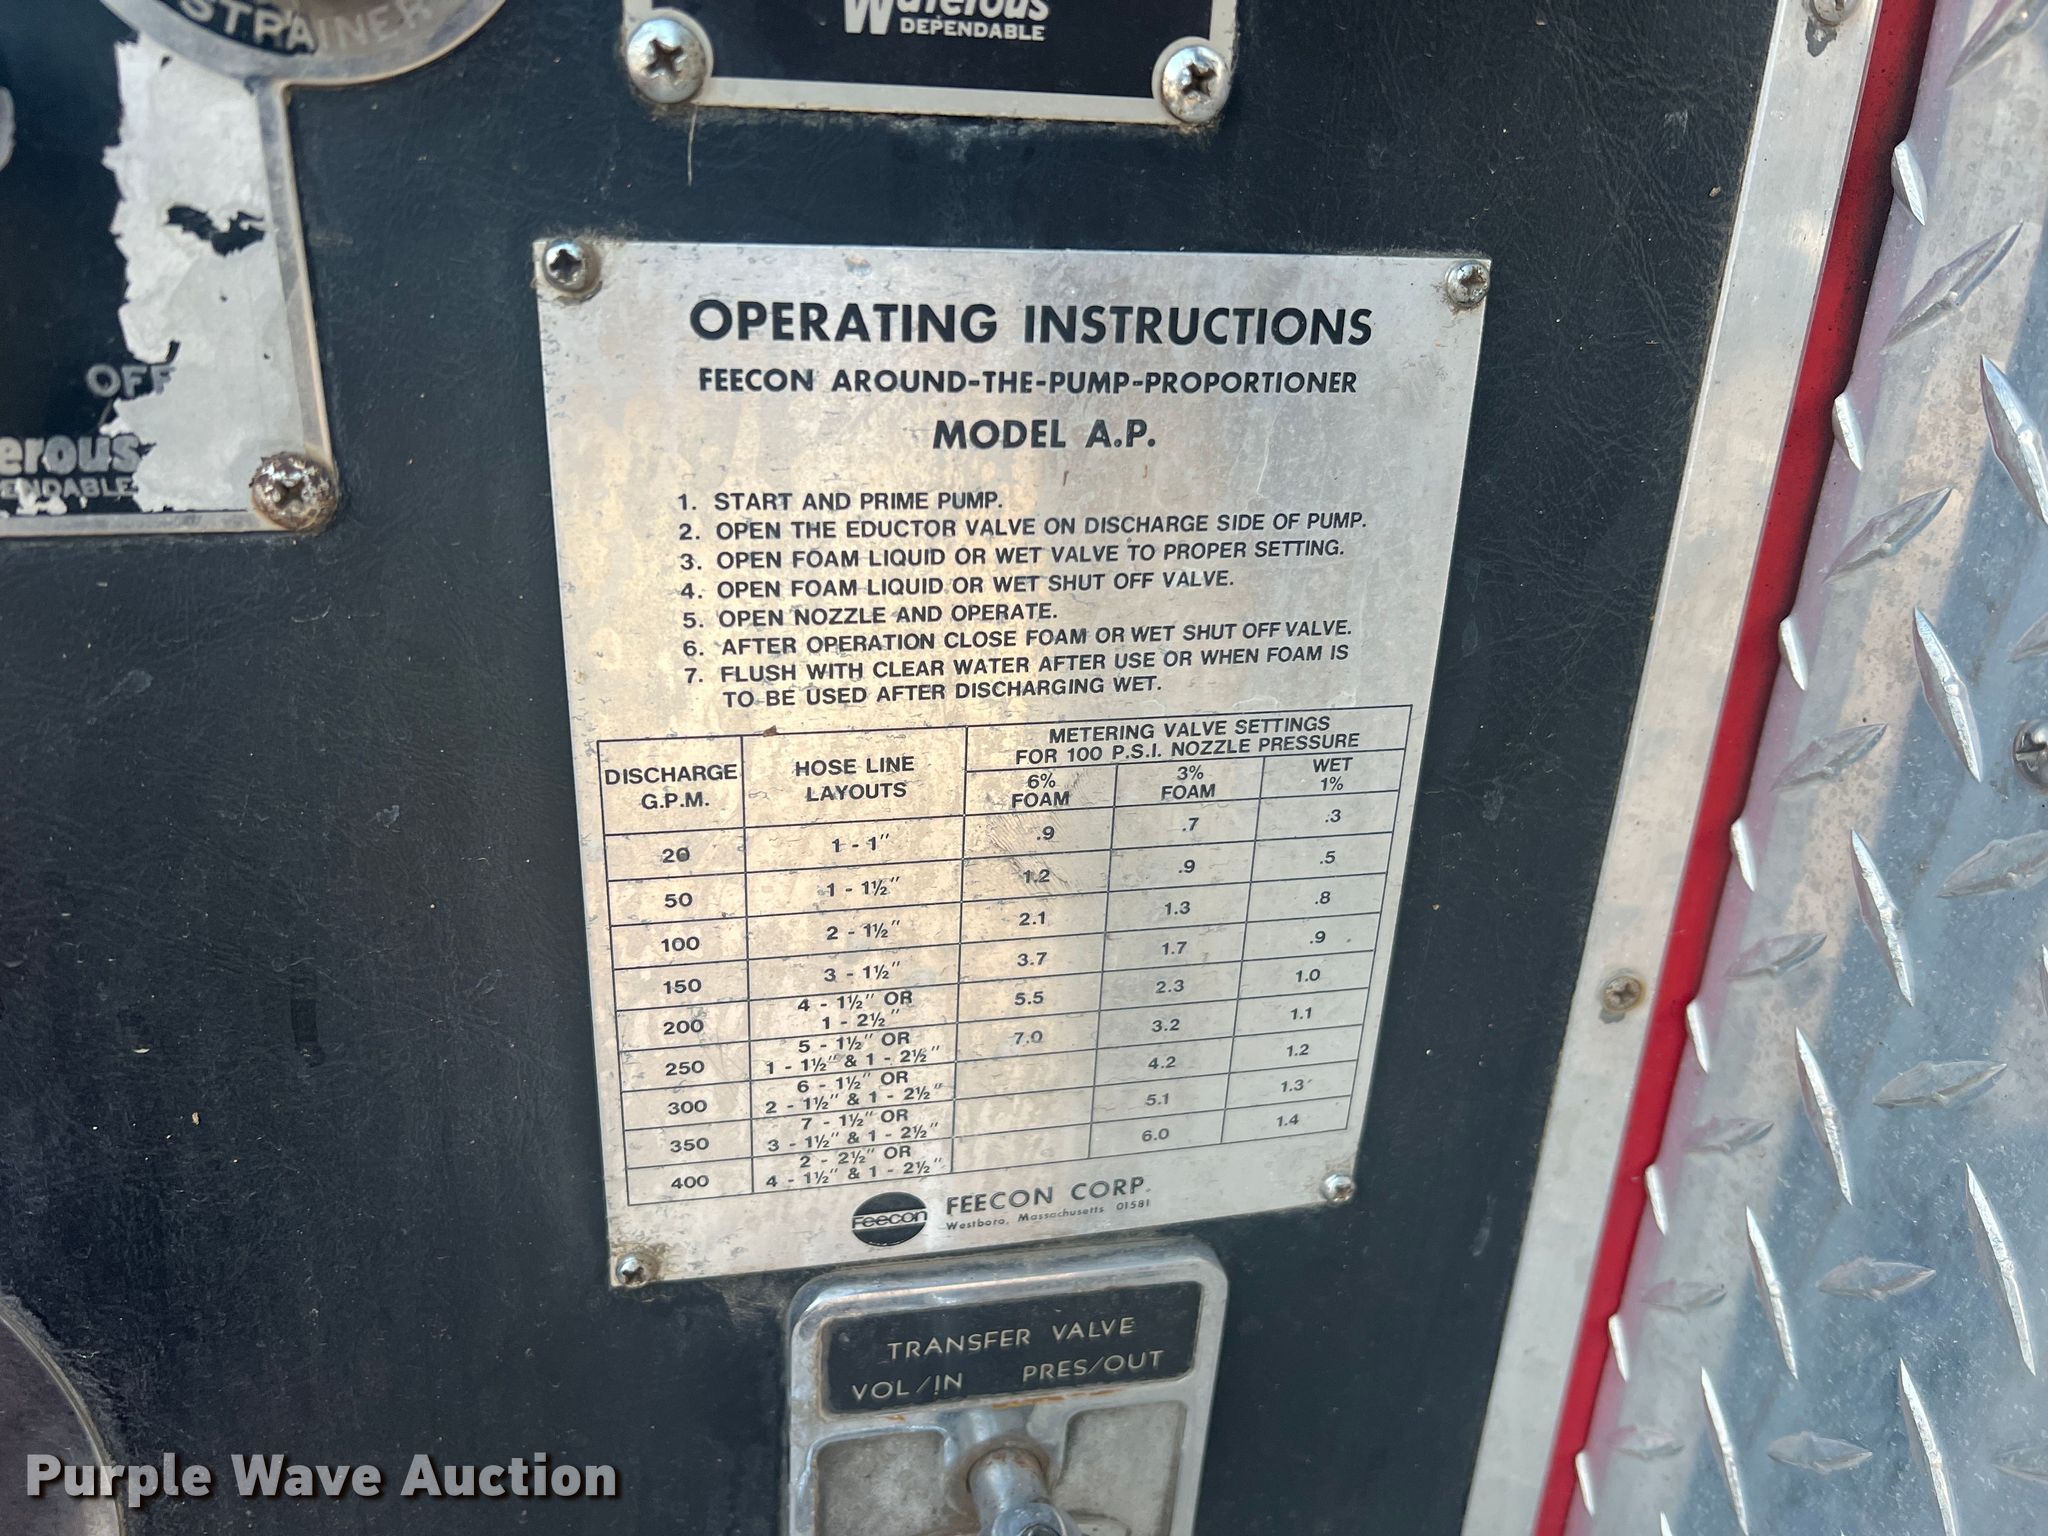 STRAINER
Waterous
DEPENDABLE
OFF
OPERATING INSTRUCTIONS
FEECON AROUND-THE-PUMP-PROPORTIONER
MODEL A.P.
1. START AND PRIME PUMP.
2. OPEN THE EDUCTOR VALVE ON DISCHARGE SIDE OF PUMP.
3. OPEN FOAM LIQUID OR WET VALVE TO PROPER SETTING.
4. OPEN FOAM LIQUID OR WET SHUT OFF VALVE.
5. OPEN NOZZLE AND OPERATE.
6. AFTER OPERATION CLOSE FOAM OR WET SHUT OFF VALVE.
7. FLUSH WITH CLEAR WATER AFTER USE OR WHEN FOAM IS
TO BE USED AFTER DISCHARGING WET.
DISCHARGE
G.P.M.
HOSE LINE
LAYOUTS
METERING VALVE SETTINGS
FOR 100 P.S.I. NOZZLE PRESSURE
6%
FOAM
3%
FOAM
WET
1%
20 1 - 1" .9 .7 .3
50 1 - 1½" 1.2 .9 .5
100 2 - 1½" 2.1 1.3 .8
150 3 - 1½" 3.7 1.7 .9
200 4 - 1½" OR
1 - 2½" 5.5 2.3 1.0
250 5 - 1½" OR
1 - 1½" & 1 - 2½" 7.0 3.2 1.1
300 6 - 1½" OR
2 - 1½" & 1 - 2½" 4.2 1.2
350 7 - 1½" OR
3 - 1½" & 1 - 2½" 5.1 1.3
400 2 - 2½" OR
4 - 1½" & 1 - 2½" 6.0 1.4
Feecon
FEECON CORP.
Westboro, Massachusetts 01581
erous
ENDABLE
TRANSFER VALVE
VOL/IN PRES/OUT
Purple Wave Auction